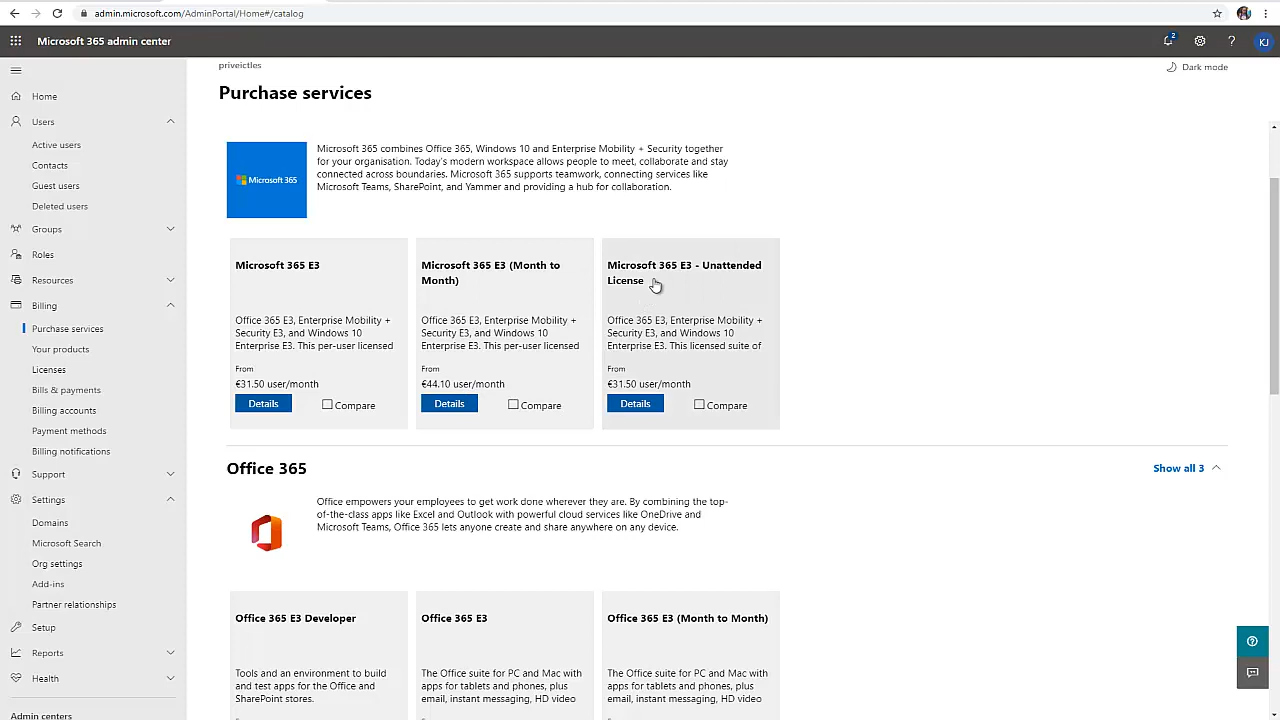 admin.microsoft.com/AdminPortal/Home#/catalog
Microsoft 365 admin center
2
KJ
priveictles
Dark mode
Purchase services
Home
Users
Active users
Contacts
Guest users
Deleted users
Groups
Roles
Resources
Billing
Purchase services
Your products
Licenses
Bills & payments
Billing accounts
Payment methods
Billing notifications
Support
Settings
Domains
Microsoft Search
Org settings
Add-ins
Partner relationships
Setup
Reports
Health
Admin centers
Microsoft 365
Microsoft 365 combines Office 365, Windows 10 and Enterprise Mobility + Security together
for your organisation. Today's modern workspace allows people to meet, collaborate and stay
connected across boundaries. Microsoft 365 supports teamwork, connecting services like
Microsoft Teams, SharePoint, and Yammer and providing a hub for collaboration.
Microsoft 365 E3
Office 365 E3, Enterprise Mobility +
Security E3, and Windows 10
Enterprise E3. This per-user licensed
From
€31.50 user/month
Details
Compare
Microsoft 365 E3 (Month to
Month)
Office 365 E3, Enterprise Mobility +
Security E3, and Windows 10
Enterprise E3. This per-user licensed
From
€44.10 user/month
Details
Compare
Microsoft 365 E3 - Unattended
License
Office 365 E3, Enterprise Mobility +
Security E3, and Windows 10
Enterprise E3. This licensed suite of
From
€31.50 user/month
Details
Compare
Office 365
Show all 3
Office empowers your employees to get work done wherever they are. By combining the top-
of-the-class apps like Excel and Outlook with powerful cloud services like OneDrive and
Microsoft Teams, Office 365 lets anyone create and share anywhere on any device.
Office 365 E3 Developer
Tools and an environment to build
and test apps for the Office and
SharePoint stores.
Office 365 E3
The Office suite for PC and Mac with
apps for tablets and phones, plus
email, instant messaging, HD video
Office 365 E3 (Month to Month)
The Office suite for PC and Mac with
apps for tablets and phones, plus
email, instant messaging, HD video